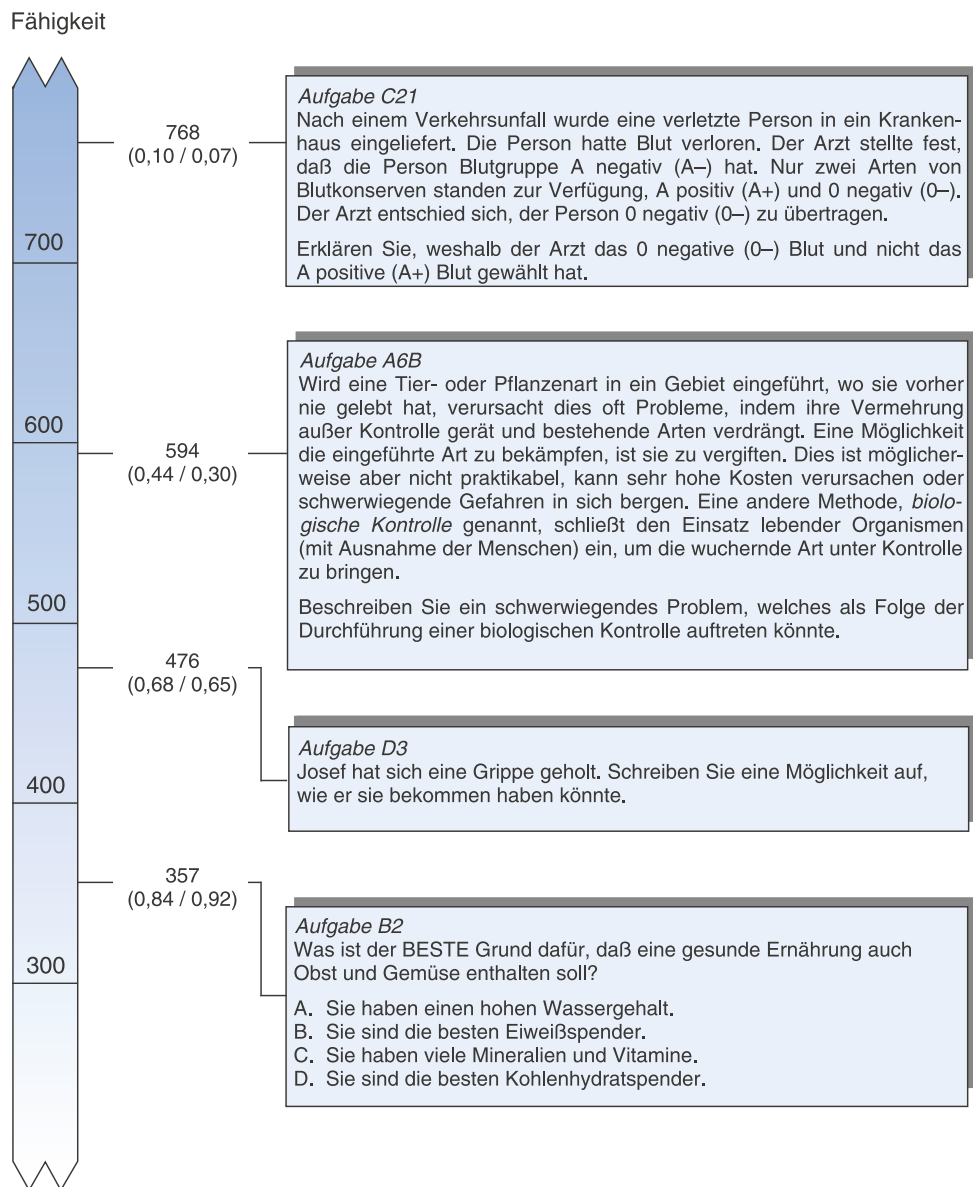 Fähigkeit
768
(0,10 / 0,07)
Aufgabe C21
Nach einem Verkehrsunfall wurde eine verletzte Person in ein Kranken-
haus eingeliefert. Die Person hatte Blut verloren. Der Arzt stellte fest,
daß die Person Blutgruppe A negativ (A–) hat. Nur zwei Arten von
Blutkonserven standen zur Verfügung, A positiv (A+) und 0 negativ (0–).
Der Arzt entschied sich, der Person 0 negativ (0–) zu übertragen.
Erklären Sie, weshalb der Arzt das 0 negative (0–) Blut und nicht das
A positive (A+) Blut gewählt hat.
700
600
594
(0,44 / 0,30)
Aufgabe A6B
Wird eine Tier- oder Pflanzenart in ein Gebiet eingeführt, wo sie vorher
nie gelebt hat, verursacht dies oft Probleme, indem ihre Vermehrung
außer Kontrolle gerät und bestehende Arten verdrängt. Eine Möglichkeit
die eingeführte Art zu bekämpfen, ist sie zu vergiften. Dies ist möglicher-
weise aber nicht praktikabel, kann sehr hohe Kosten verursachen oder
schwerwiegende Gefahren in sich bergen. Eine andere Methode, biolo-
gische Kontrolle genannt, schließt den Einsatz lebender Organismen
(mit Ausnahme der Menschen) ein, um die wuchernde Art unter Kontrolle
zu bringen.
Beschreiben Sie ein schwerwiegendes Problem, welches als Folge der
Durchführung einer biologischen Kontrolle auftreten könnte.
500
476
(0,68 / 0,65)
Aufgabe D3
Josef hat sich eine Grippe geholt. Schreiben Sie eine Möglichkeit auf,
wie er sie bekommen haben könnte.
400
357
(0,84 / 0,92)
Aufgabe B2
Was ist der BESTE Grund dafür, daß eine gesunde Ernährung auch
Obst und Gemüse enthalten soll?
A. Sie haben einen hohen Wassergehalt.
B. Sie sind die besten Eiweißspender.
C. Sie haben viele Mineralien und Vitamine.
D. Sie sind die besten Kohlenhydratspender.
300